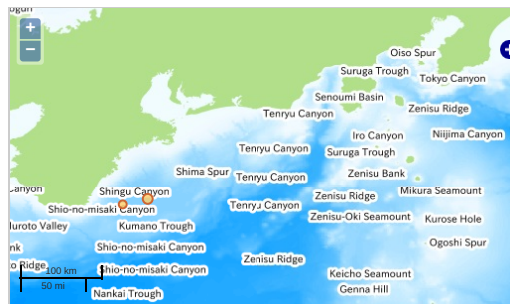 Oiso Spur
Suruga Trough
Tokyo Canyon
Senoumi Basin
Zenisu Ridge
Tenryu Canyon
Iro Canyon
Niijima Canyon
Tenryu Canyon
Suruga Trough
Shima Spur
Tenryu Canyon
Zenisu Bank
Shingu Canyon
Mikura Seamount
Zenisu Ridge
Shio-no-misaki Canyon
Tenryu Canyon
Zenisu-Oki Seamount
Kurose Hole
Kumano Trough
Shio-no-misaki Canyon
Ogoshi Spur
Zenisu Ridge
Ridge
100 km
Shio-no-misaki Canyon
Keicho Seamount
50 mi
Genna Hill
Nankai Trough